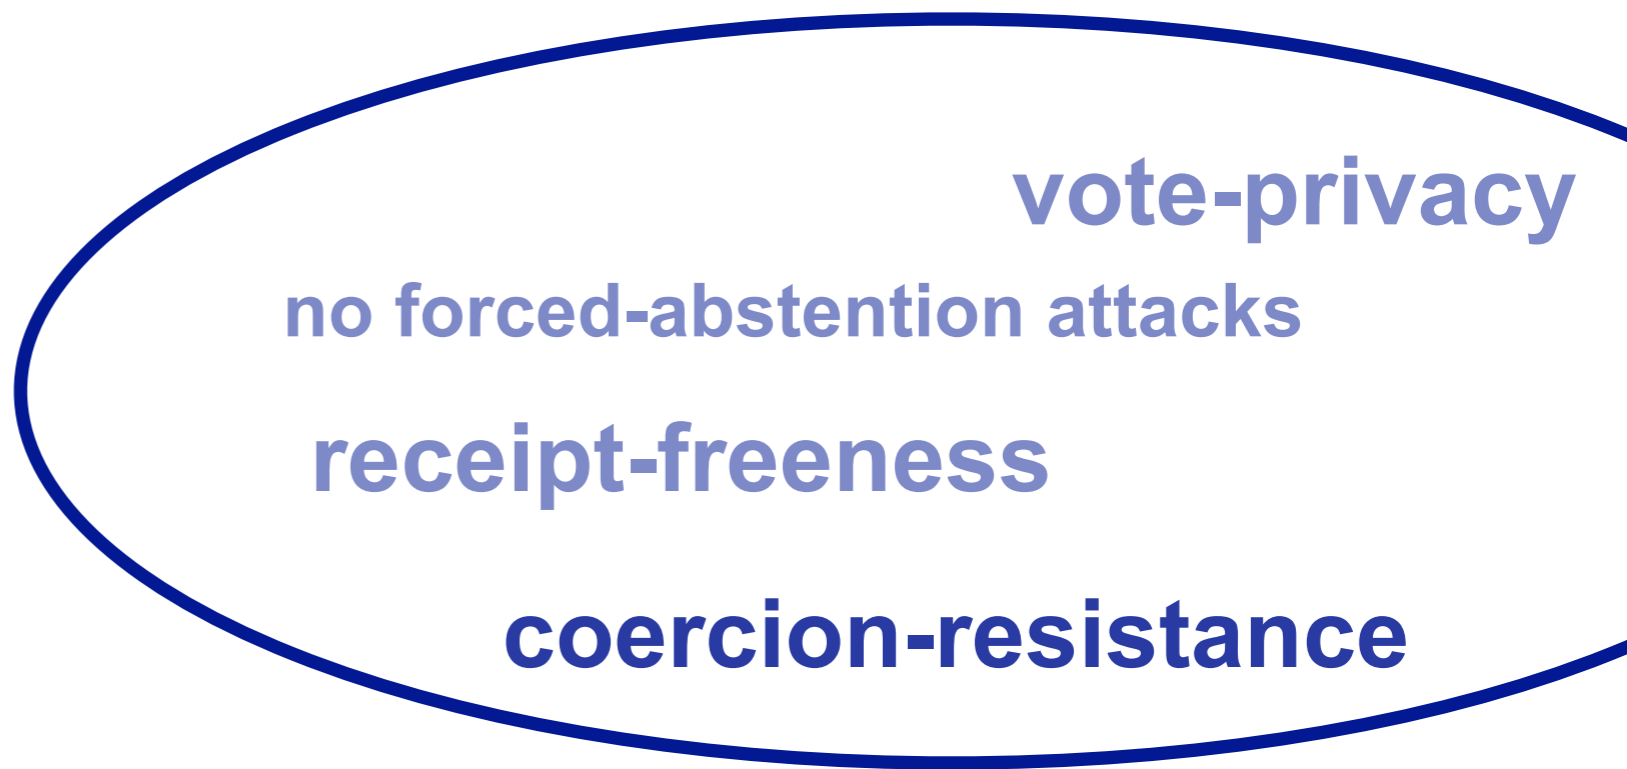 vote-privacy
no forced-abstention attacks
receipt-freeness
coercion-resistance